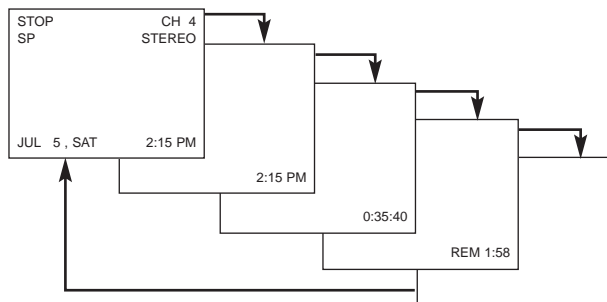 STOP CH 4
SP STEREO
JUL 5 , SAT 2:15 PM
2:15 PM
0:35:40
REM 1:58